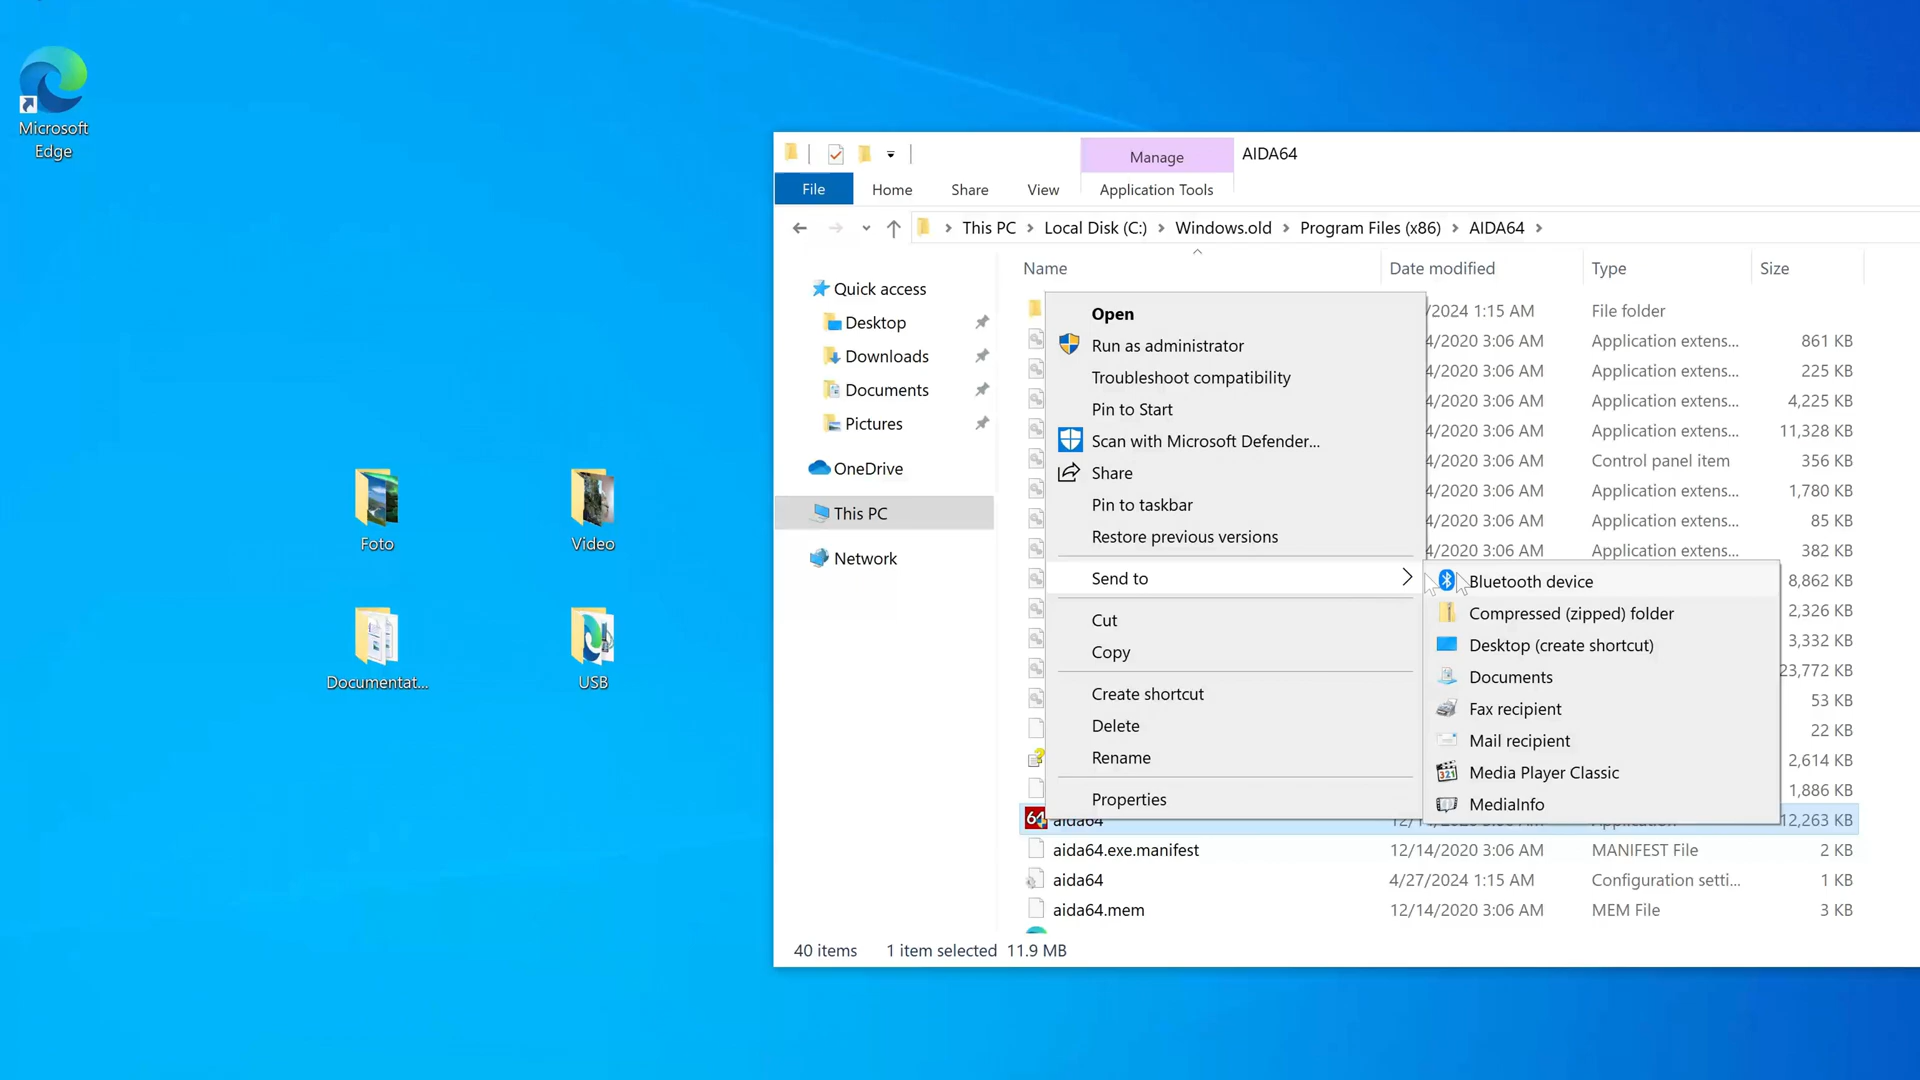 Microsoft
Edge
Foto
Video
Documentat...
USB
Manage
AIDA64
File
Home
Share
View
Application Tools
This PC
Local Disk (C:)
Windows.old
Program Files (x86)
AIDA64
Name
Date modified
Type
Size
Quick access
Desktop
Downloads
Documents
Pictures
OneDrive
This PC
Network
Open
Run as administrator
Troubleshoot compatibility
Pin to Start
Scan with Microsoft Defender...
Share
Pin to taskbar
Restore previous versions
Send to
Cut
Copy
Create shortcut
Delete
Rename
Properties
Bluetooth device
Compressed (zipped) folder
Desktop (create shortcut)
Documents
Fax recipient
Mail recipient
Media Player Classic
MediaInfo
/2024 1:15 AM File folder
4/2020 3:06 AM Application extens... 861 KB
4/2020 3:06 AM Application extens... 225 KB
4/2020 3:06 AM Application extens... 4,225 KB
4/2020 3:06 AM Application extens... 11,328 KB
4/2020 3:06 AM Control panel item 356 KB
4/2020 3:06 AM Application extens... 1,780 KB
4/2020 3:06 AM Application extens... 85 KB
4/2020 3:06 AM Application extens... 382 KB
8,862 KB
2,326 KB
3,332 KB
23,772 KB
53 KB
22 KB
2,614 KB
1,886 KB
aida64 12,263 KB
aida64.exe.manifest 12/14/2020 3:06 AM MANIFEST File 2 KB
aida64 4/27/2024 1:15 AM Configuration setti... 1 KB
aida64.mem 12/14/2020 3:06 AM MEM File 3 KB
40 items 1 item selected 11.9 MB